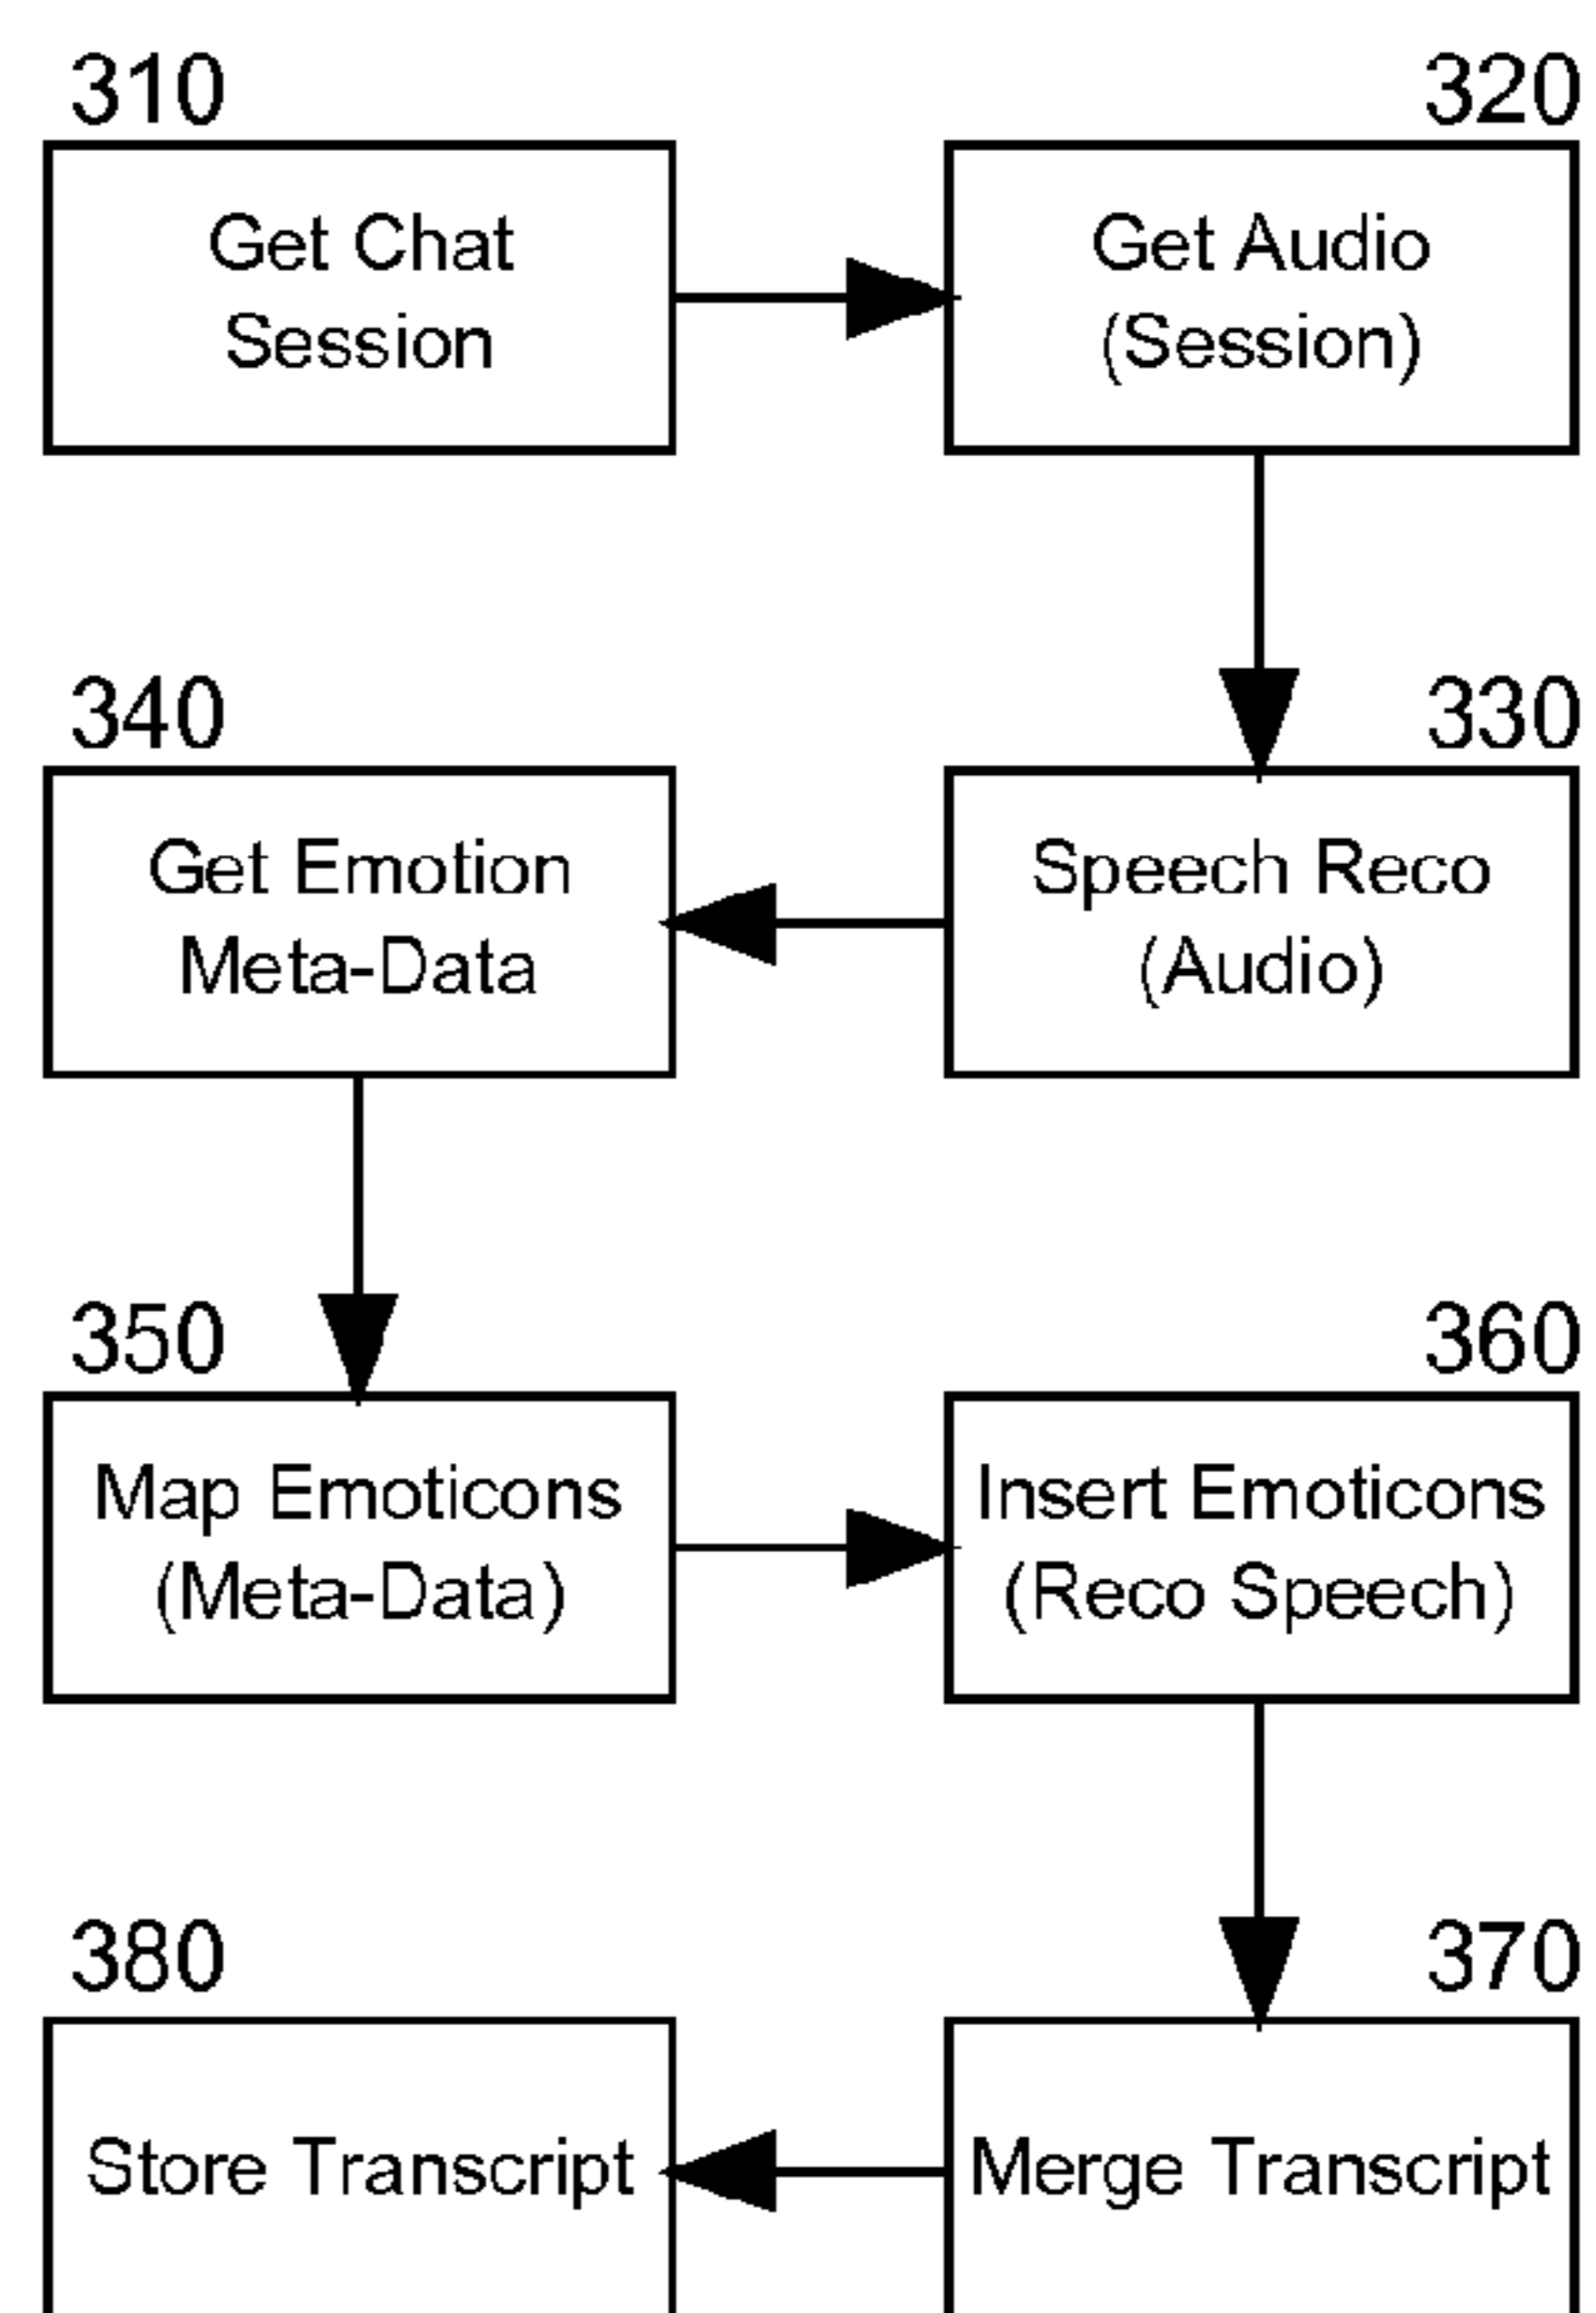 310
320
Get Chat
Session
Get Audio
(Session)
340
330
Get Emotion
Meta-Data
Speech Reco
(Audio)
350
360
Map Emoticons
(Meta-Data)
Insert Emoticons
(Reco Speech)
380
370
Store Transcript
Merge Transcript